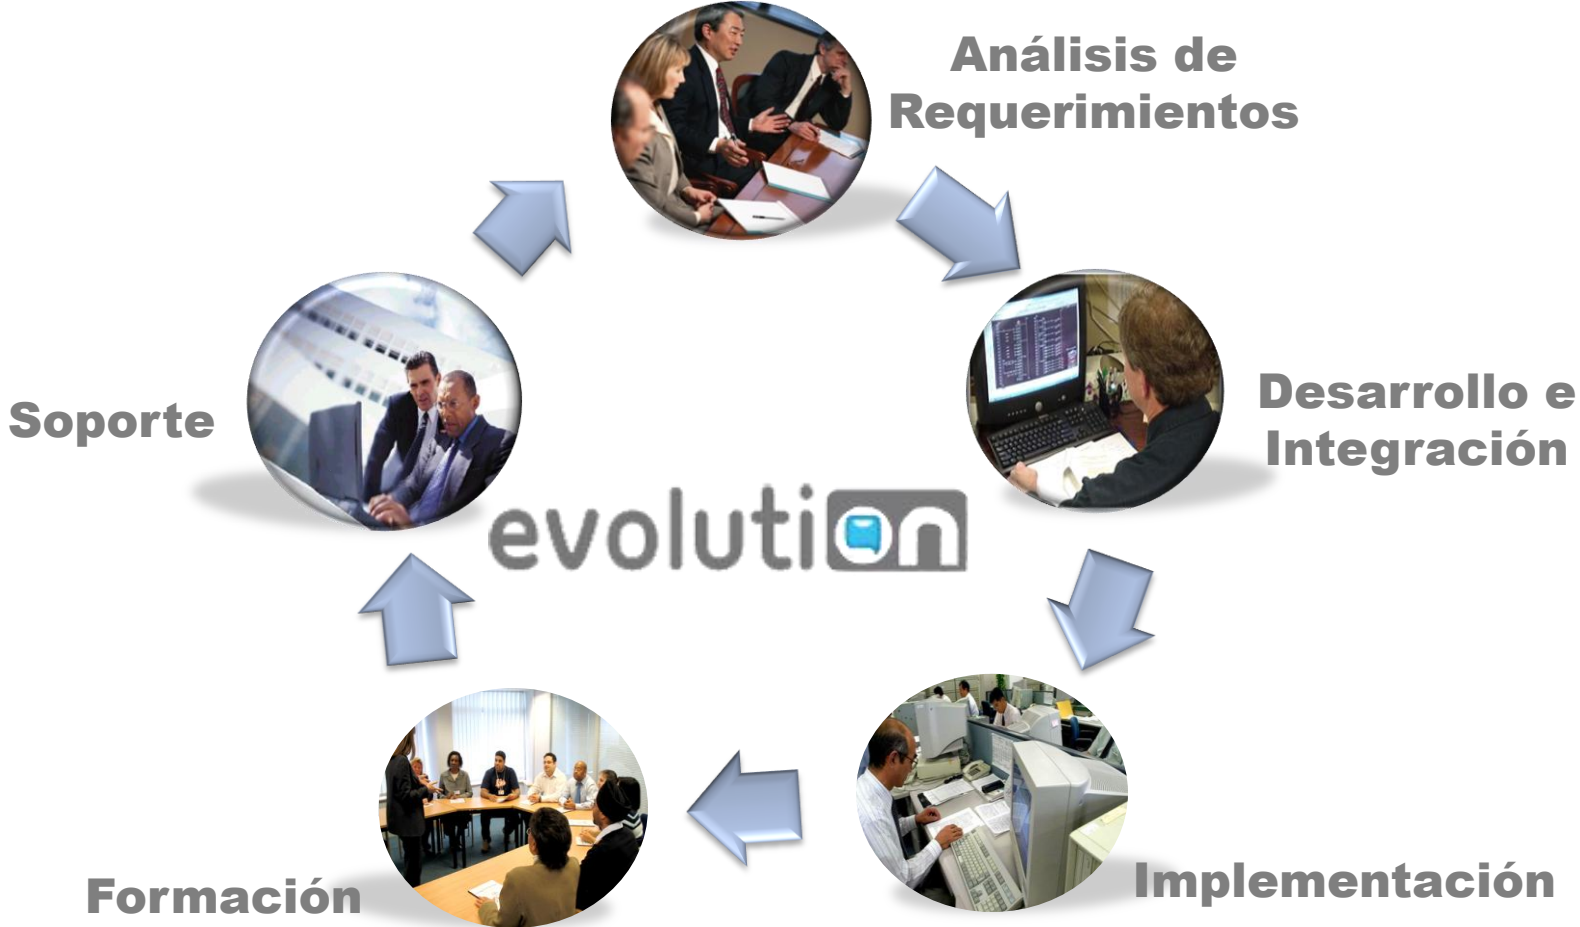 Análisis de
Requerimientos
Desarrollo e
Integración
Soporte
evolution
Implementación
Formación